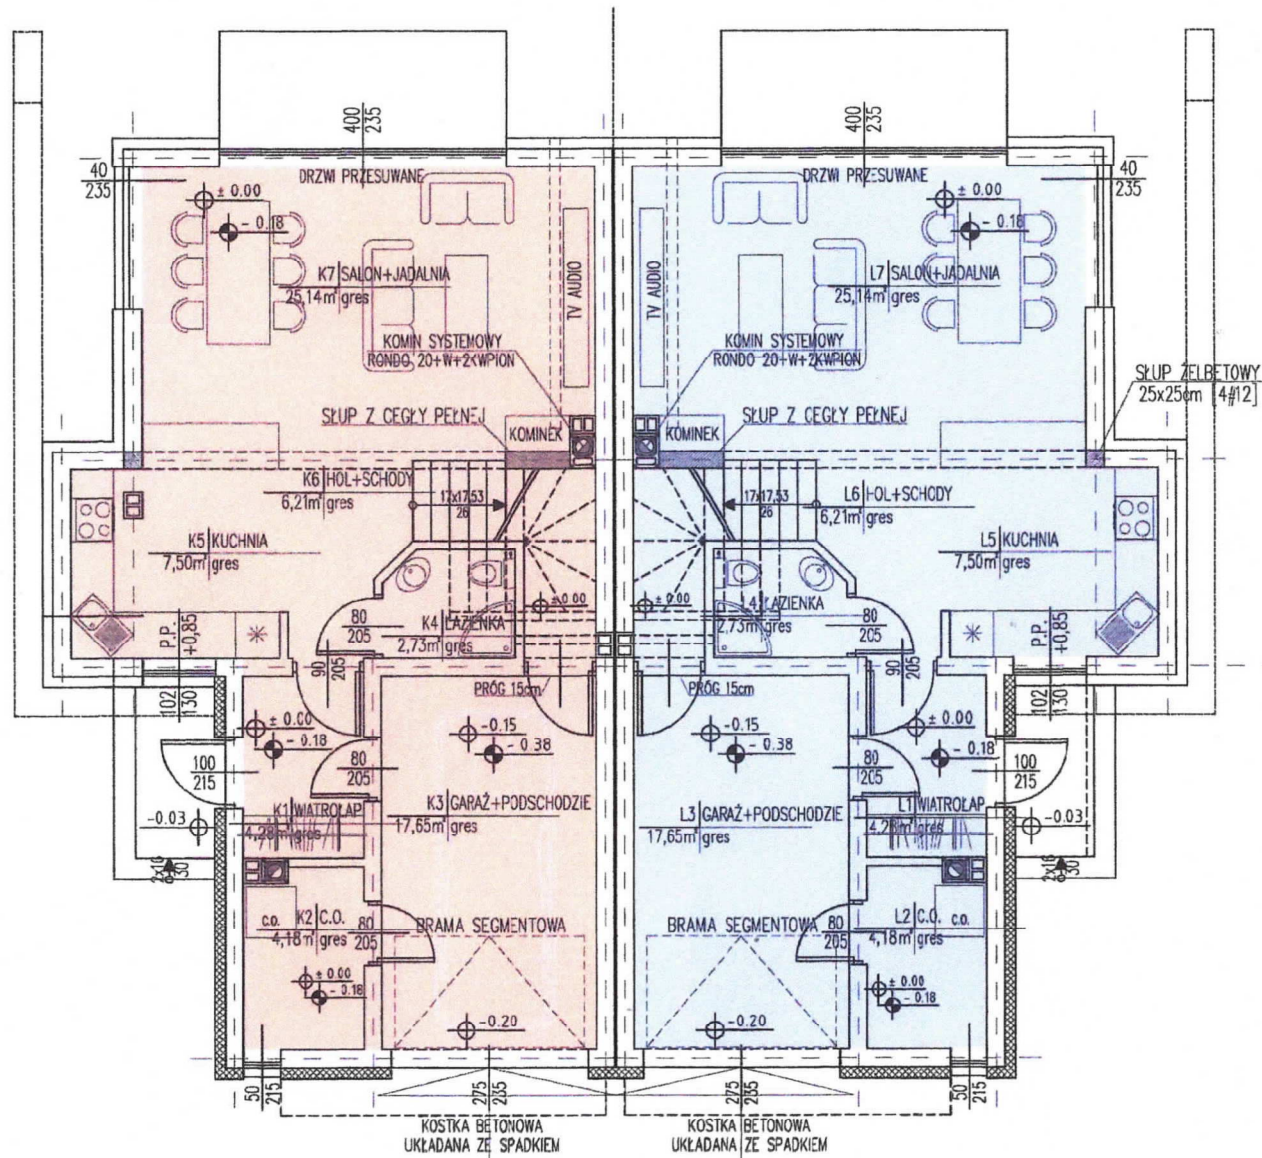 400
235
400
235
40
235
DRZWI PRZESUWANE
± 0.00
- 0.18
DRZWI PRZESUWANE
± 0.00
- 0.18
40
235
K7 SALON+JADALNIA
25,14m² gres
TV AUDIO
TV AUDIO
L7 SALON+JADALNIA
25,14m² gres
KOMIN SYSTEMOWY
RONDO 20+W+2KWPION
KOMIN SYSTEMOWY
RONDO 20+W+2KWPION
SŁUP ŻELBETOWY
25x25cm [4#12]
SŁUP Z CEGŁY PEŁNEJ
KOMINEK
KOMINEK
SŁUP Z CEGŁY PEŁNEJ
K6 HOL+SCHODY
6,21m² gres
17x17,53
26
17x17,53
26
L6 HOL+SCHODY
6,21m² gres
K5 KUCHNIA
7,50m² gres
L5 KUCHNIA
7,50m² gres
± 0.00
± 0.00
P.P.
+0,85
80
205
K4 ŁAZIENKA
2,73m² gres
L4 ŁAZIENKA
2,73m² gres
80
205
P.P.
+0,85
90
205
PRÓG 15cm
PRÓG 15cm
90
205
102
130
102
130
± 0.00
- 0.18
-0.15
-0.38
-0.15
-0.38
± 0.00
- 0.18
100
215
80
205
80
205
100
215
K1 WIATROŁAP
4,28m² gres
K3 GARAŻ+PODSCHODZIE
17,65m² gres
L3 GARAŻ+PODSCHODZIE
17,65m² gres
L1 WIATROŁAP
4,28m² gres
-0.03
-0.03
2x16
30
2x16
30
C.O.
K2 C.O.
4,18m² gres
80
205
BRAMA SEGMENTOWA
BRAMA SEGMENTOWA
80
205
L2 C.O.
4,18m² gres
C.O.
± 0.00
- 0.18
± 0.00
- 0.18
-0.20
-0.20
50
215
275
235
275
235
50
215
KOSTKA BETONOWA
UKŁADANA ZE SPADKIEM
KOSTKA BETONOWA
UKŁADANA ZE SPADKIEM